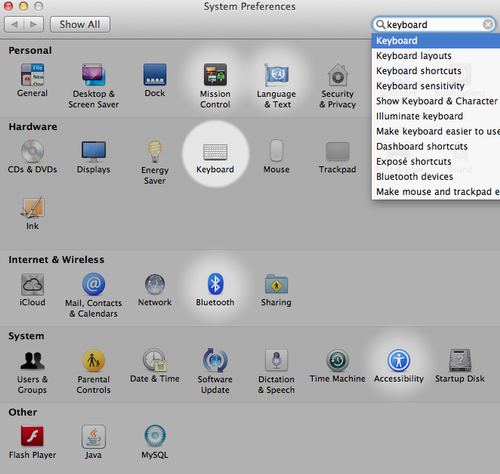 System Preferences
Show All
keyboard
Keyboard
Keyboard layouts
Keyboard shortcuts
Keyboard sensitivity
Show Keyboard & Character
Illuminate keyboard
Make keyboard easier to use
Dashboard shortcuts
Exposé shortcuts
Bluetooth devices
Make mouse and trackpad e
Personal
File
New
One
General
Desktop &
Screen Saver
Dock
Mission
Control
Language
& Text
Security
& Privacy
Hardware
CDs & DVDs
Displays
Energy
Saver
Keyboard
Mouse
Trackpad
Ink
Internet & Wireless
iCloud
Mail, Contacts
& Calendars
Network
Bluetooth
Sharing
System
Users &
Groups
Parental
Controls
Date & Time
Software
Update
Dictation
& Speech
Time Machine
Accessibility
Startup Disk
Other
Flash Player
Java
MySQL